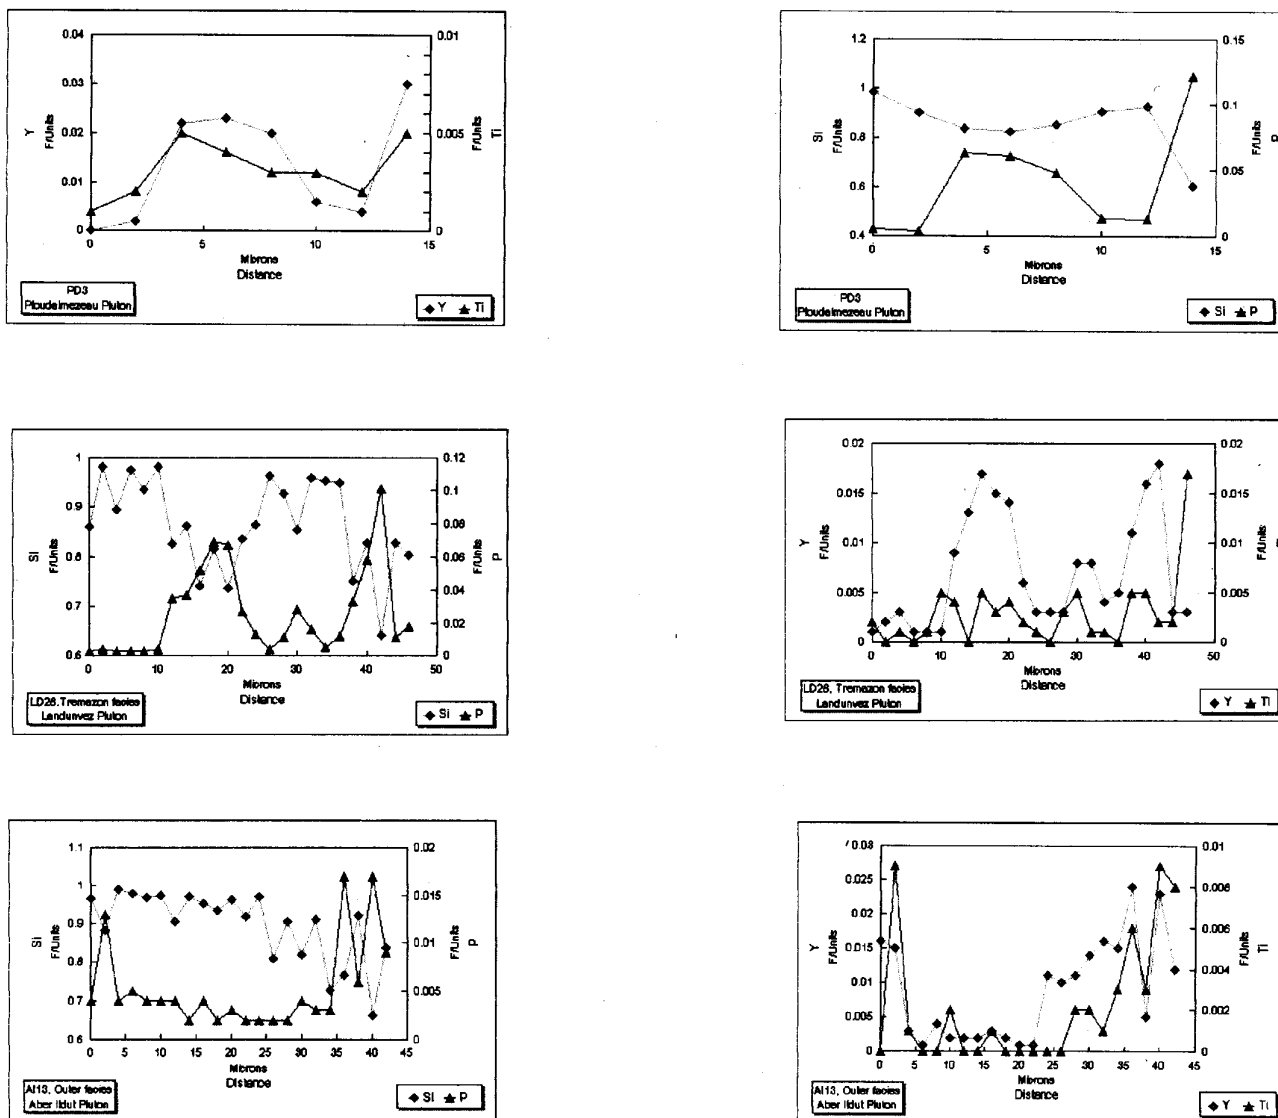 0.04
0.03
0.02
0.01
0
Y
F/Units
0.01
0.005
0
F/Units
Ti
0
5
10
15
Microns
Distance
PD3
Ploudalmezeau Pluton
Y
Ti
1.2
1
0.8
0.6
0.4
Si
F/Units
0.15
0.1
0.05
0
F/Units
P
0
5
10
15
Microns
Distance
PD3
Ploudalmezeau Pluton
Si
P
1
0.9
0.8
0.7
0.6
Si
F/Units
0.12
0.1
0.08
0.06
0.04
0.02
0
F/Units
P
0
10
20
30
40
50
Microns
Distance
LD26, Tremazon facies
Landunvez Pluton
Si
P
0.02
0.015
0.01
0.005
0
Y
F/Units
0.02
0.015
0.01
0.005
0
F/Units
0
10
20
30
40
50
Microns
Distance
LD26, Tremazon facies
Landunvez Pluton
Y
Ti
1.1
1
0.9
0.8
0.7
0.6
Si
F/Units
0.02
0.015
0.01
0.005
0
F/Units
P
0
5
10
15
20
25
30
35
40
45
Microns
Distance
AI13, Outer facies
Aber Ildut Pluton
Si
P
0.03
0.025
0.02
0.015
0.01
0.005
0
Y
F/Units
0.01
0.008
0.006
0.004
0.002
0
F/Units
Ti
0
5
10
15
20
25
30
35
40
45
Microns
Distance
AI13, Outer facies
Aber Ildut Pluton
Y
Ti